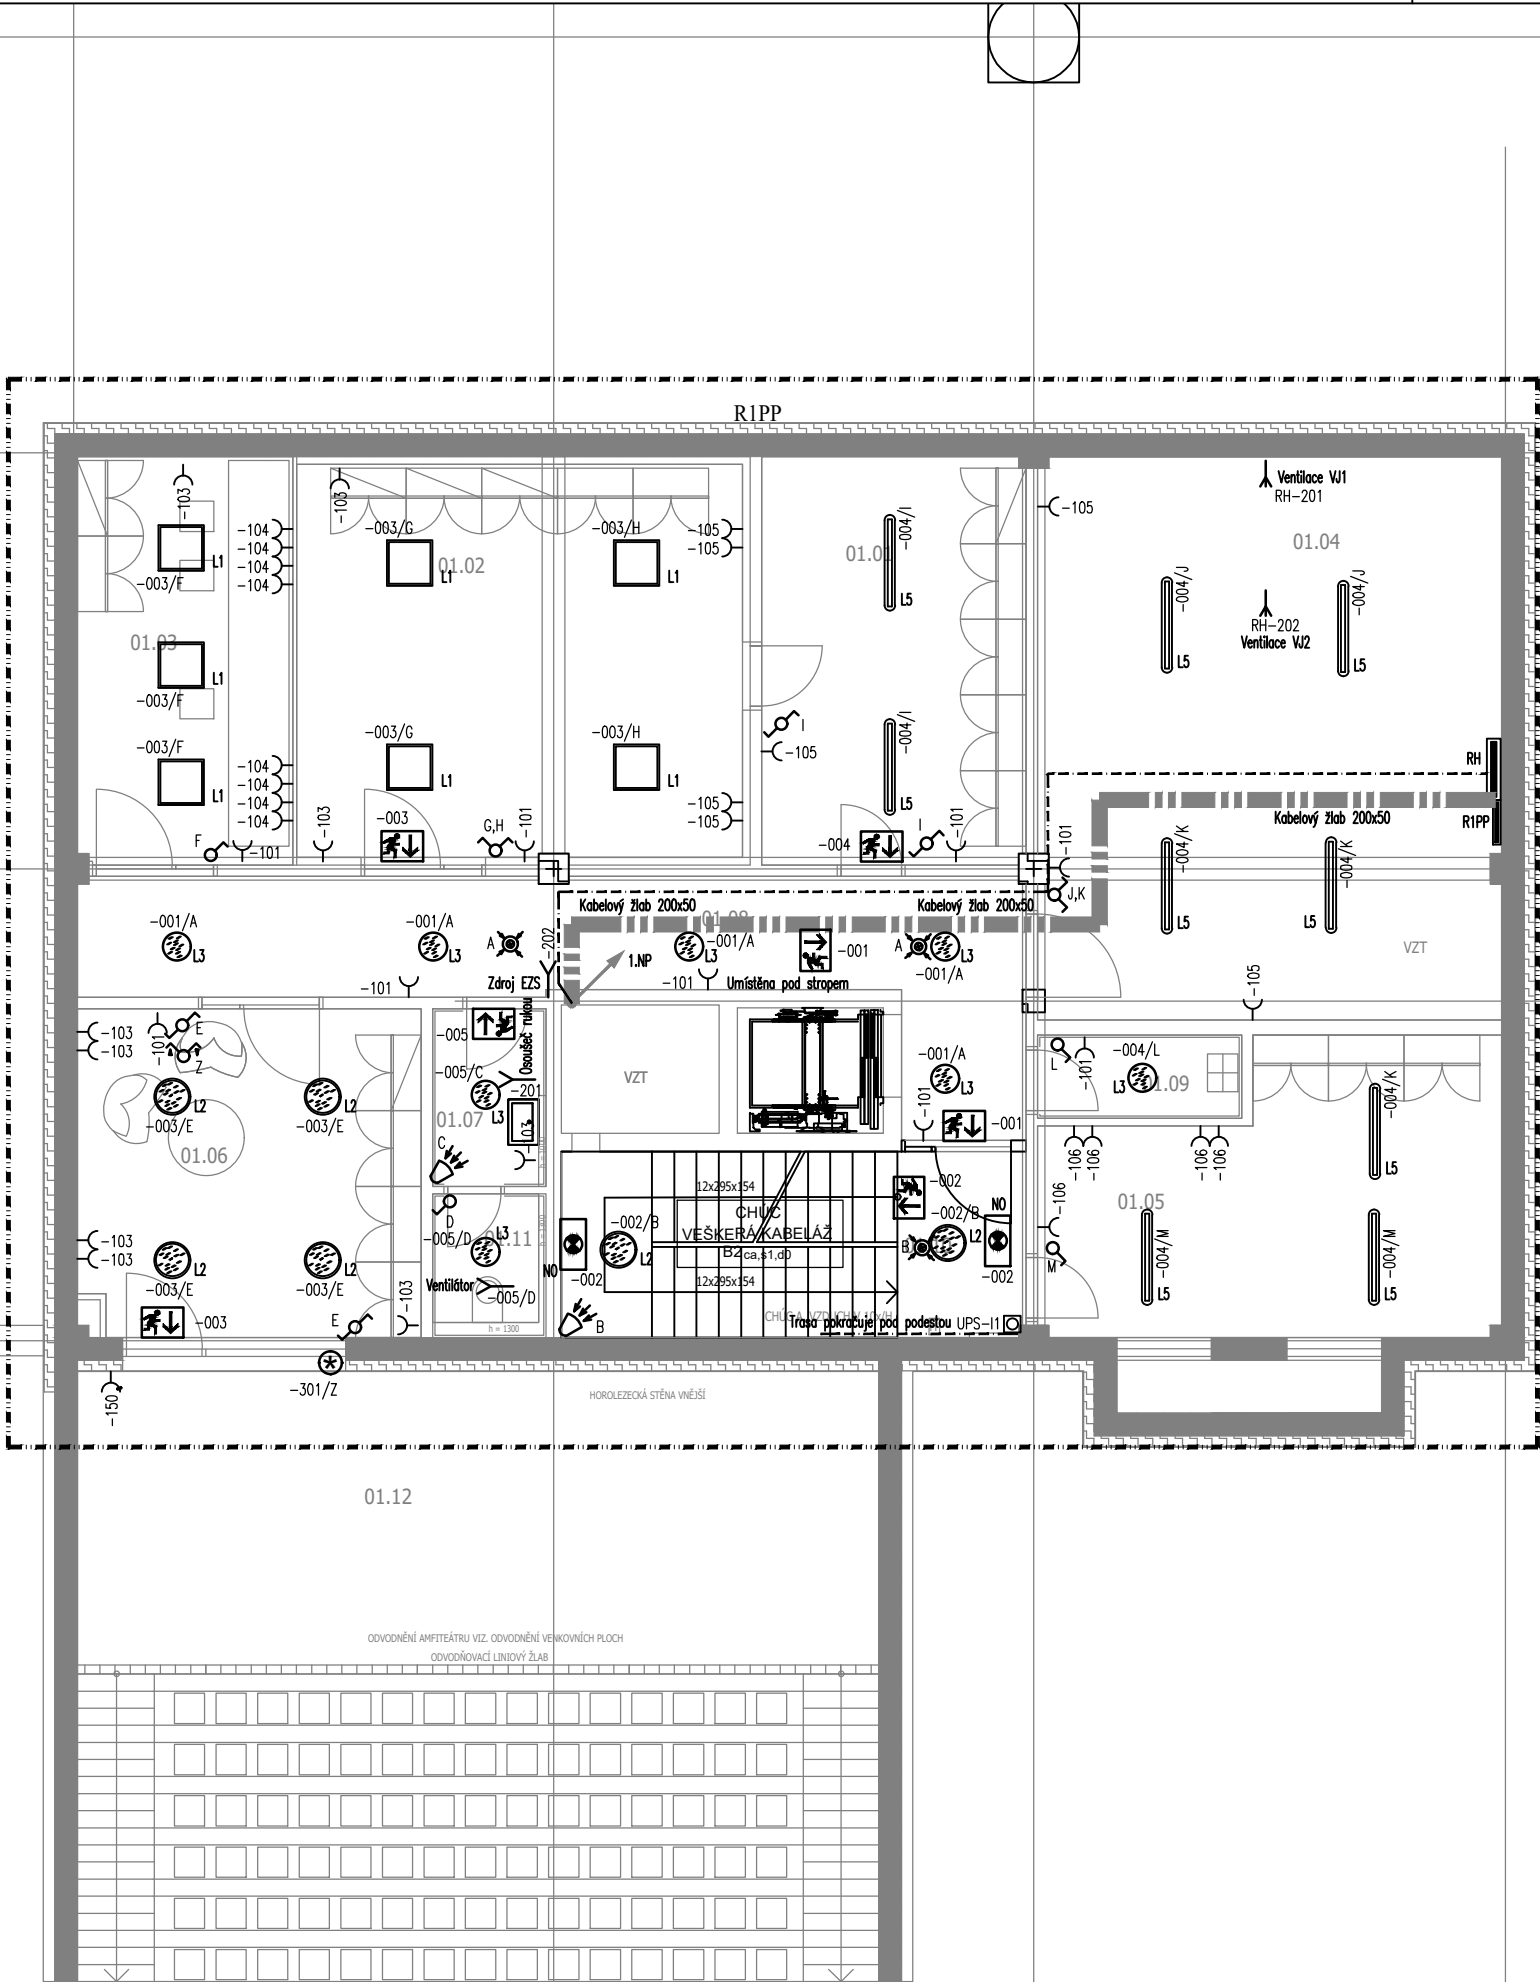 R1PP
Ventilace VJ1
RH-201
01.04
-103
-103
-104
-104
-104
-104
L1
-003/F
-003/G
01.02
L1
-003/H
L1
-105
-105
01.01
-004/I
L5
-105
-004/J
L5
RH-202
Ventilace VJ2
-004/J
L5
01.03
L1
-003/F
-003/F
L1
-003/G
L1
-003/H
L1
I
-105
-004/I
L5
RH
-104
-104
-104
-104
-105
-105
Kabelový žlab 200x50
R1PP
F
-101
-103
-003
G,H
-101
-004
I
-101
-101
J,K
-004/K
L5
-004/K
L5
VZT
Kabelový žlab 200x50
01.08
Kabelový žlab 200x50
-001/A
L3
-001/A
L3
A
-202
Zdroj EZS
1.NP
-001/A
L3
-001
A
-001/A
L3
-101
-101
Umístěna pod stropem
-105
-103
-103
-101
E
Z
-005
Osoušeč rukou
-005/C
-201
L3
VZT
-001/A
L3
L
-101
-004/L
L3
01.09
-004/K
L5
L2
-003/E
L2
-003/E
01.06
01.07
C
-103
-101
-001
-106
-106
-106
-106
01.05
-106
M
D
-005/D
L3
01.11
12x295x154
CHÚC
VEŠKERÁ KABELÁŽ
B2ca,s1,d0
12x295x154
-002/B
L2
NO
-002
-002
-002/B
NO
B
L2
-002
-004/M
L5
-004/M
L5
-103
-103
L2
-003/E
L2
-003/E
Ventilátor
-005/D
h = 1300
B
-003
E
-103
Trasa pokračuje pod podestou
UPS-I1
-150
-301/Z
HOROLEZECKÁ STĚNA VNĚJŠÍ
01.12
ODVODNĚNÍ AMFITEÁTRU VIZ. ODVODNĚNÍ VENKOVNÍCH PLOCH
ODVODŇOVACÍ LINIOVÝ ŽLAB